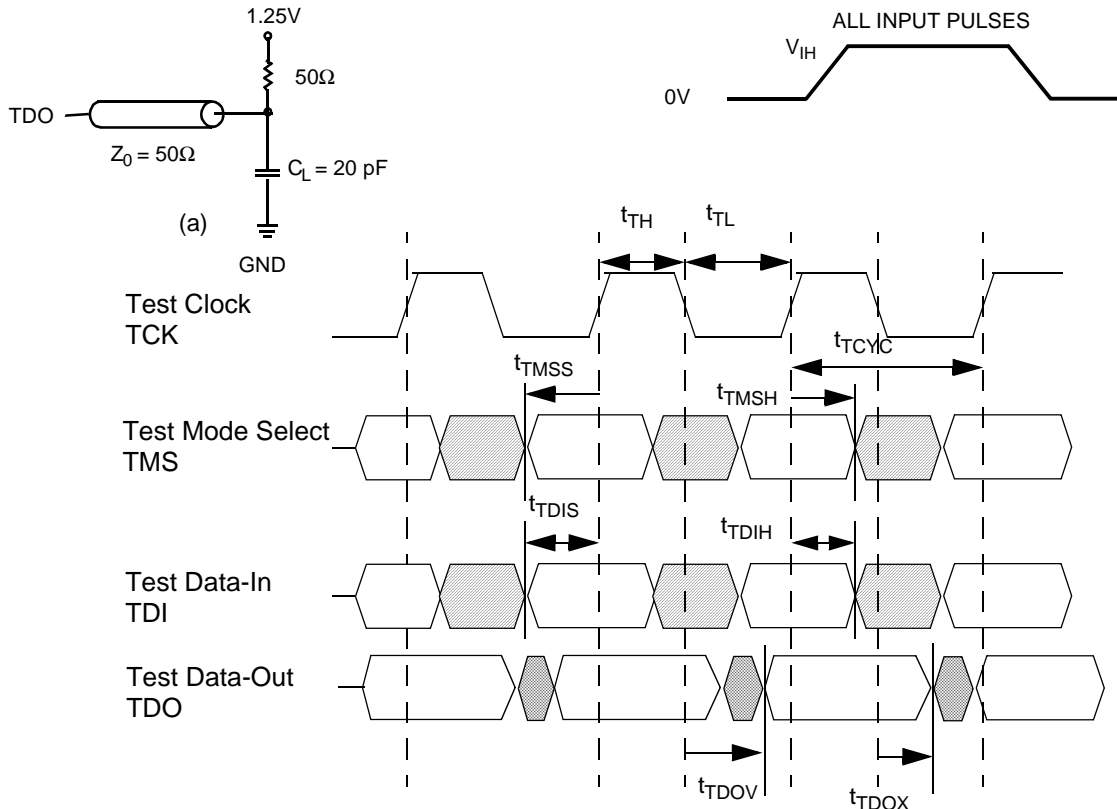 1.25V
50Ω
TDO
Z0 = 50Ω
CL = 20 pF
(a)
GND
ALL INPUT PULSES
VIH
0V
tTH
tTL
Test Clock
TCK
tTCYC
tTMSS
tTMSH
Test Mode Select
TMS
tTDIS
tTDIH
Test Data-In
TDI
Test Data-Out
TDO
tTDOV
tTDOX